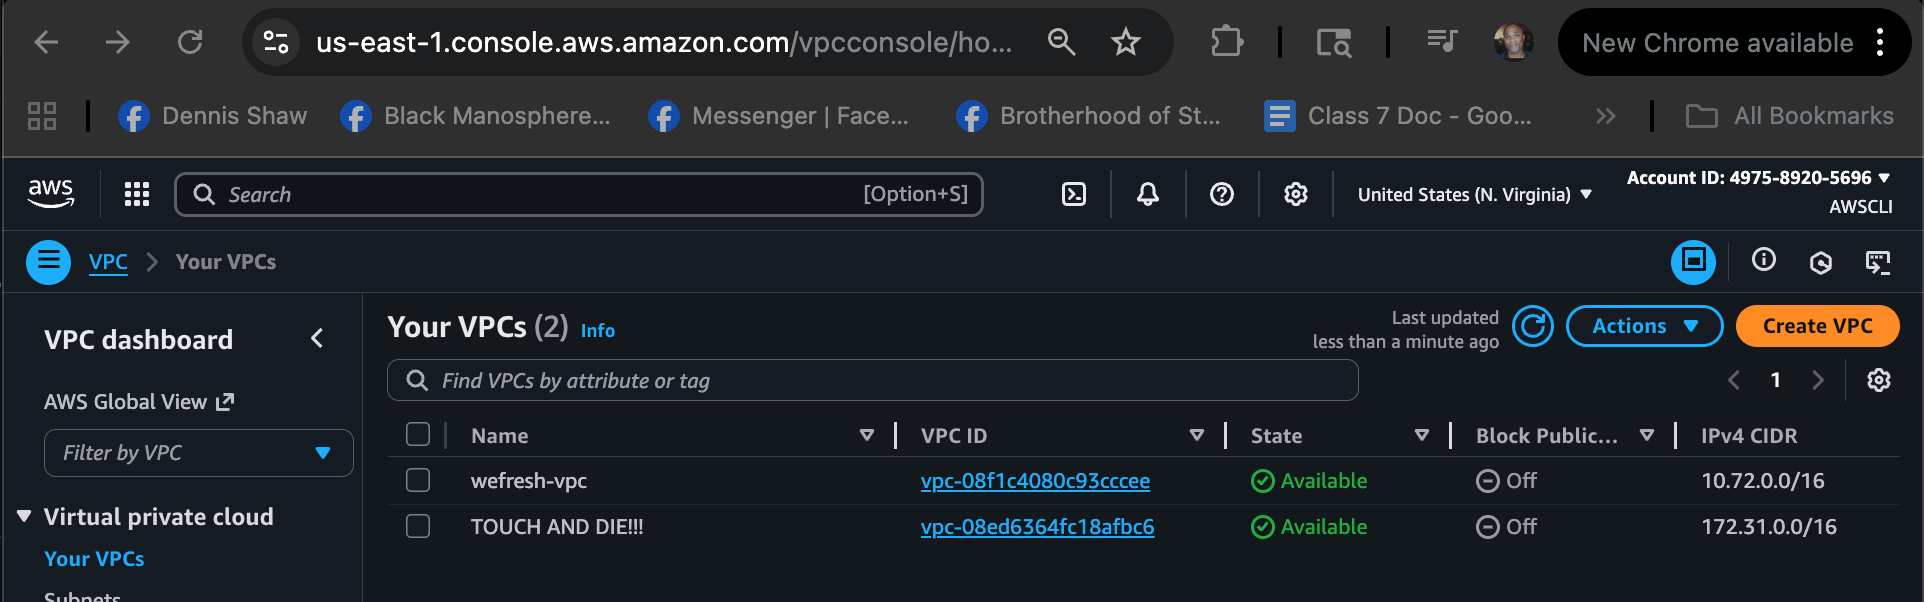 us-east-1.console.aws.amazon.com/vpcconsole/ho...
New Chrome available
Dennis Shaw
Black Manosphere...
Messenger | Face...
Brotherhood of St...
Class 7 Doc - Goo...
All Bookmarks
aws
Search
[Option+S]
United States (N. Virginia)
Account ID: 4975-8920-5696
AWSCLI
VPC
Your VPCs
VPC dashboard
AWS Global View
Filter by VPC
Virtual private cloud
Your VPCs
Subnets
Your VPCs (2) Info
Last updated
less than a minute ago
Actions
Create VPC
Find VPCs by attribute or tag
1
Name VPC ID State Block Public... IPv4 CIDR
wefresh-vpc vpc-08f1c4080c93cccee Available Off 10.72.0.0/16
TOUCH AND DIE!!! vpc-08ed6364fc18afbc6 Available Off 172.31.0.0/16